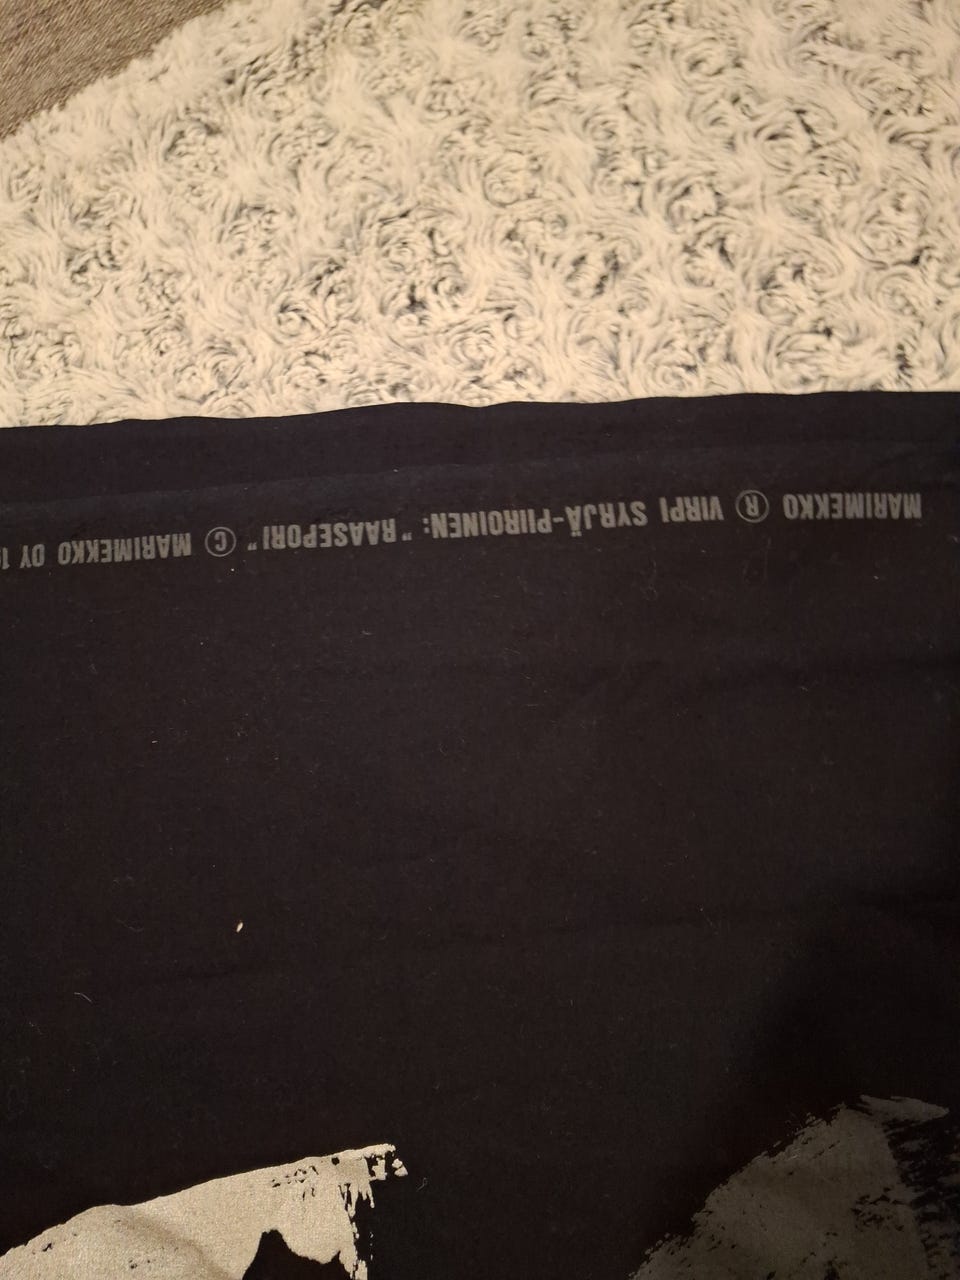 MARIMEKKO ® VIRPI SYRJÄ-PIIROINEN: "RAASEPORI" © MARIMEKKO OY